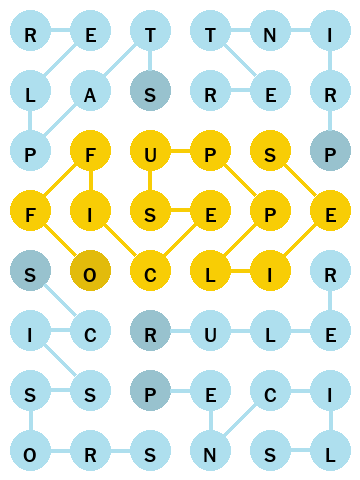 R E T T N I
L A S R E R
P F U P S P
F I S E P E
S O C L I R
I C R U L E
S S P E C I
O R S N S L